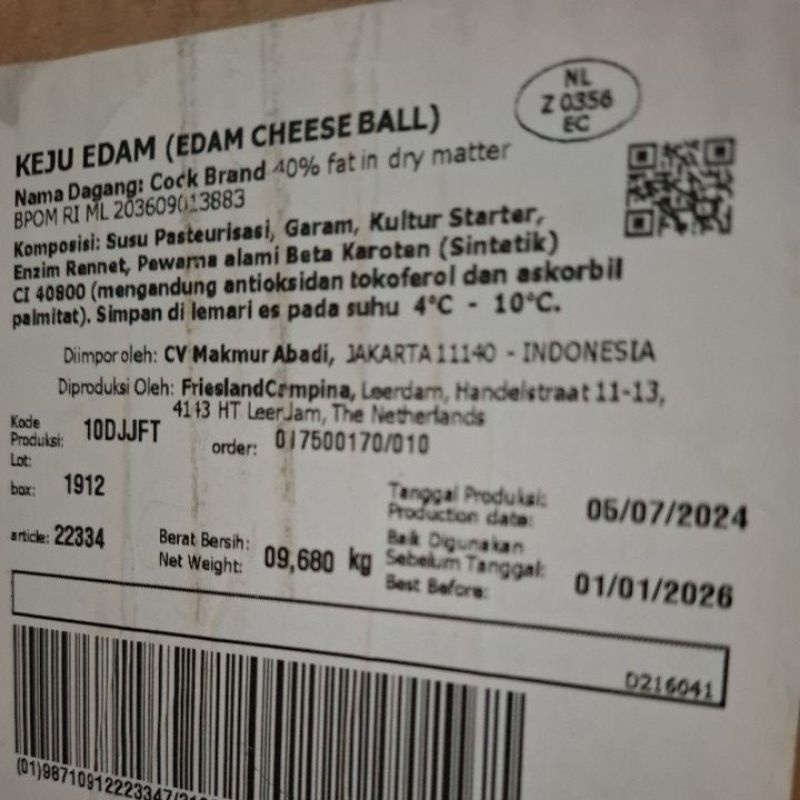 NL
Z 0356
EC
KEJU EDAM (EDAM CHEESE BALL)
Nama Dagang: Cock Brand 40% fat in dry matter
BPOM RI ML 203609013883
Komposisi: Susu Pasteurisasi, Garam, Kultur Starter,
Enzim Rennet, Pewarna alami Beta Karoten (Sintetik)
CI 40800 (mengandung antioksidan tokoferol dan askorbil
palmitat). Simpan di lemari es pada suhu 4°C - 10°C.
Diimpor oleh: CV Makmur Abadi, JAKARTA 11140 - INDONESIA
Diproduksi Oleh: FrieslandCampina, Leerdam, Handelstraat 11-13,
4143 HT Leerdam, The Netherlands
Kode Produksi: 10DJJFT order: 017500170/010
Lot:
box: 1912
Tanggal Produksi:
Production date: 05/07/2024
article: 22334
Berat Bersih:
Net Weight: 09,680 kg
Baik Digunakan
Sebelum Tanggal:
Best Before: 01/01/2026
D216041